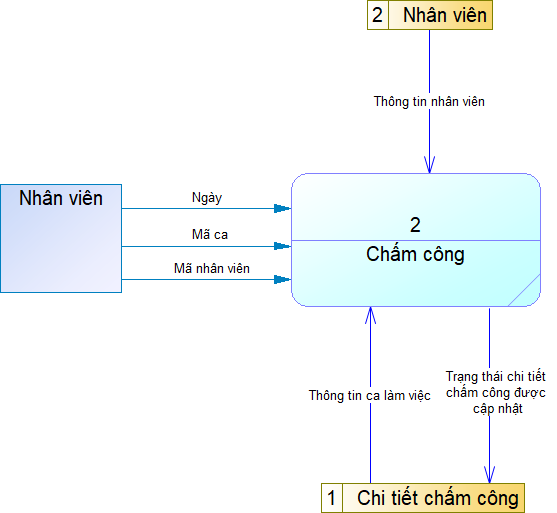 2 Nhân viên
Thông tin nhân viên
Nhân viên
Ngày
Mã ca
Mã nhân viên
2
Chấm công
Thông tin ca làm việc
Trạng thái chi tiết
chấm công được
cập nhật
1 Chi tiết chấm công